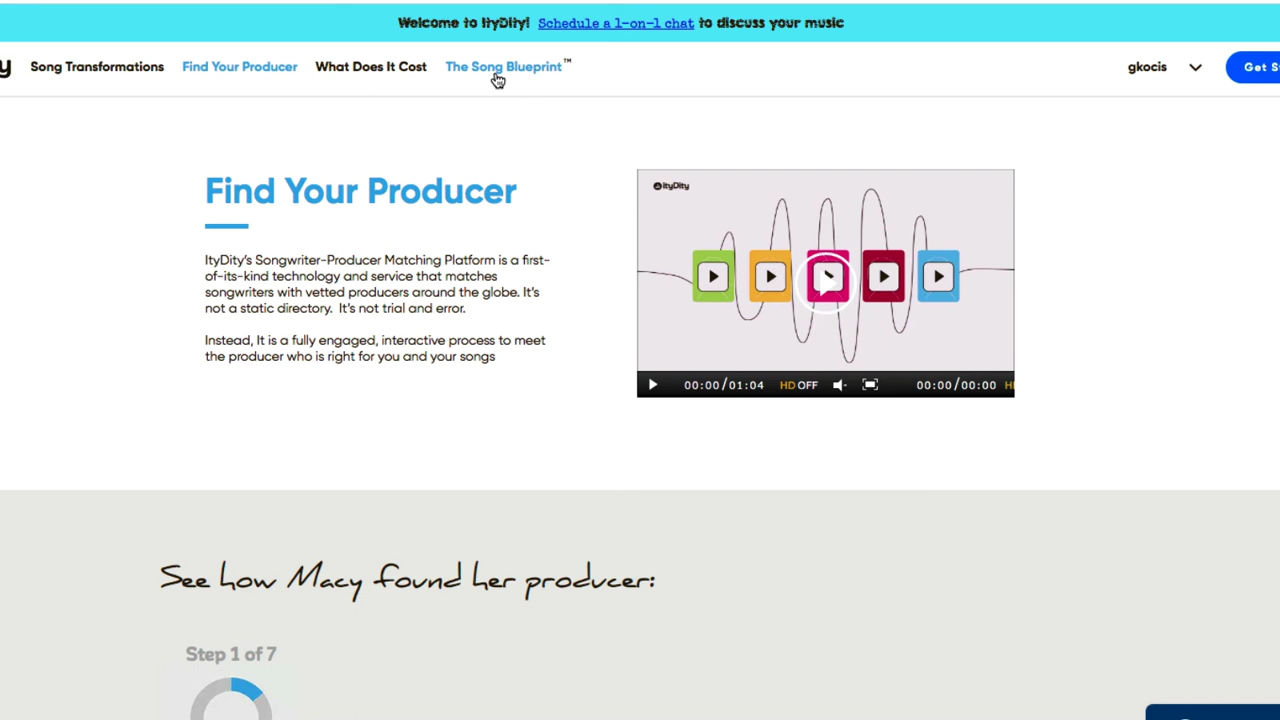 Welcome to ItyDity! Schedule a 1-on-1 chat to discuss your music
y Song Transformations Find Your Producer What Does It Cost The Song Blueprint™ gkocis Get S
Find Your Producer
ItyDity
ItyDity's Songwriter-Producer Matching Platform is a first-
of-its-kind technology and service that matches
songwriters with vetted producers around the globe. It's
not a static directory. It's not trial and error.
Instead, It is a fully engaged, interactive process to meet
the producer who is right for you and your songs
00:00/01:04 HD OFF 00:00/00:00 H
See how Macy found her producer:
Step 1 of 7